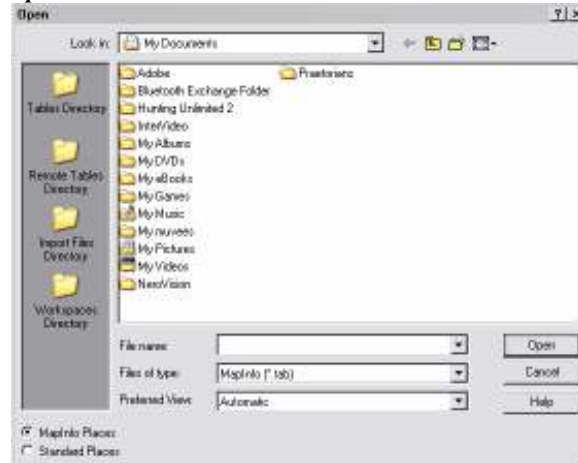 Open
Look in: My Documents
Tables Directory
Remote Tables
Directory
Import Files
Directory
Workspaces
Directory
Adobe
Bluetooth Exchange Folder
Hunting Unlimited 2
InterVideo
My Albums
My DVDs
My eBooks
My Games
My Music
My muvees
My Pictures
My Videos
NeroVision
Praetorians
File name:
Open
Files of type: MapInfo (*.tab)
Cancel
Preferred View: Automatic
Help
MapInfo Places
Standard Places